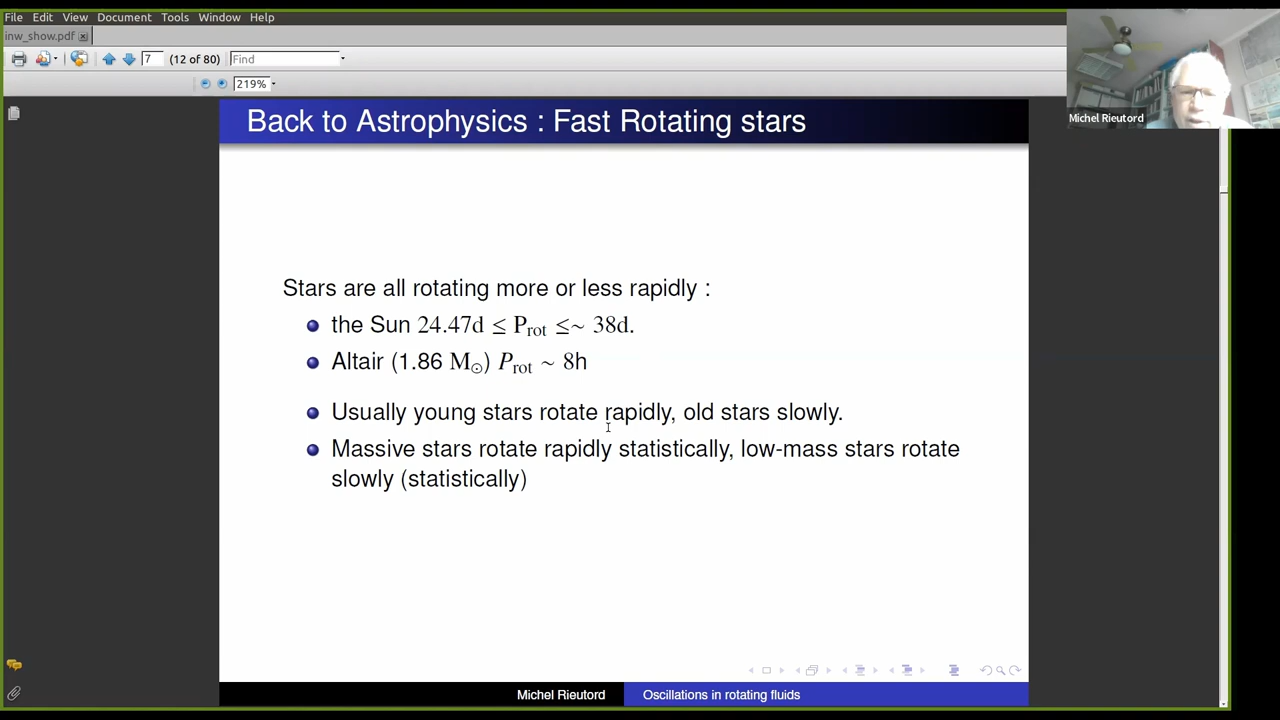 File Edit View Document Tools Window Help
inw_show.pdf
7 (12 of 80) Find
219%
Michel Rieutord
Back to Astrophysics : Fast Rotating stars
Stars are all rotating more or less rapidly :
the Sun 24.47d ≤ Prot ≤∼ 38d.
Altair (1.86 M⊙) Prot ∼ 8h
Usually young stars rotate rapidly, old stars slowly.
Massive stars rotate rapidly statistically, low-mass stars rotate
slowly (statistically)
Michel Rieutord Oscillations in rotating fluids